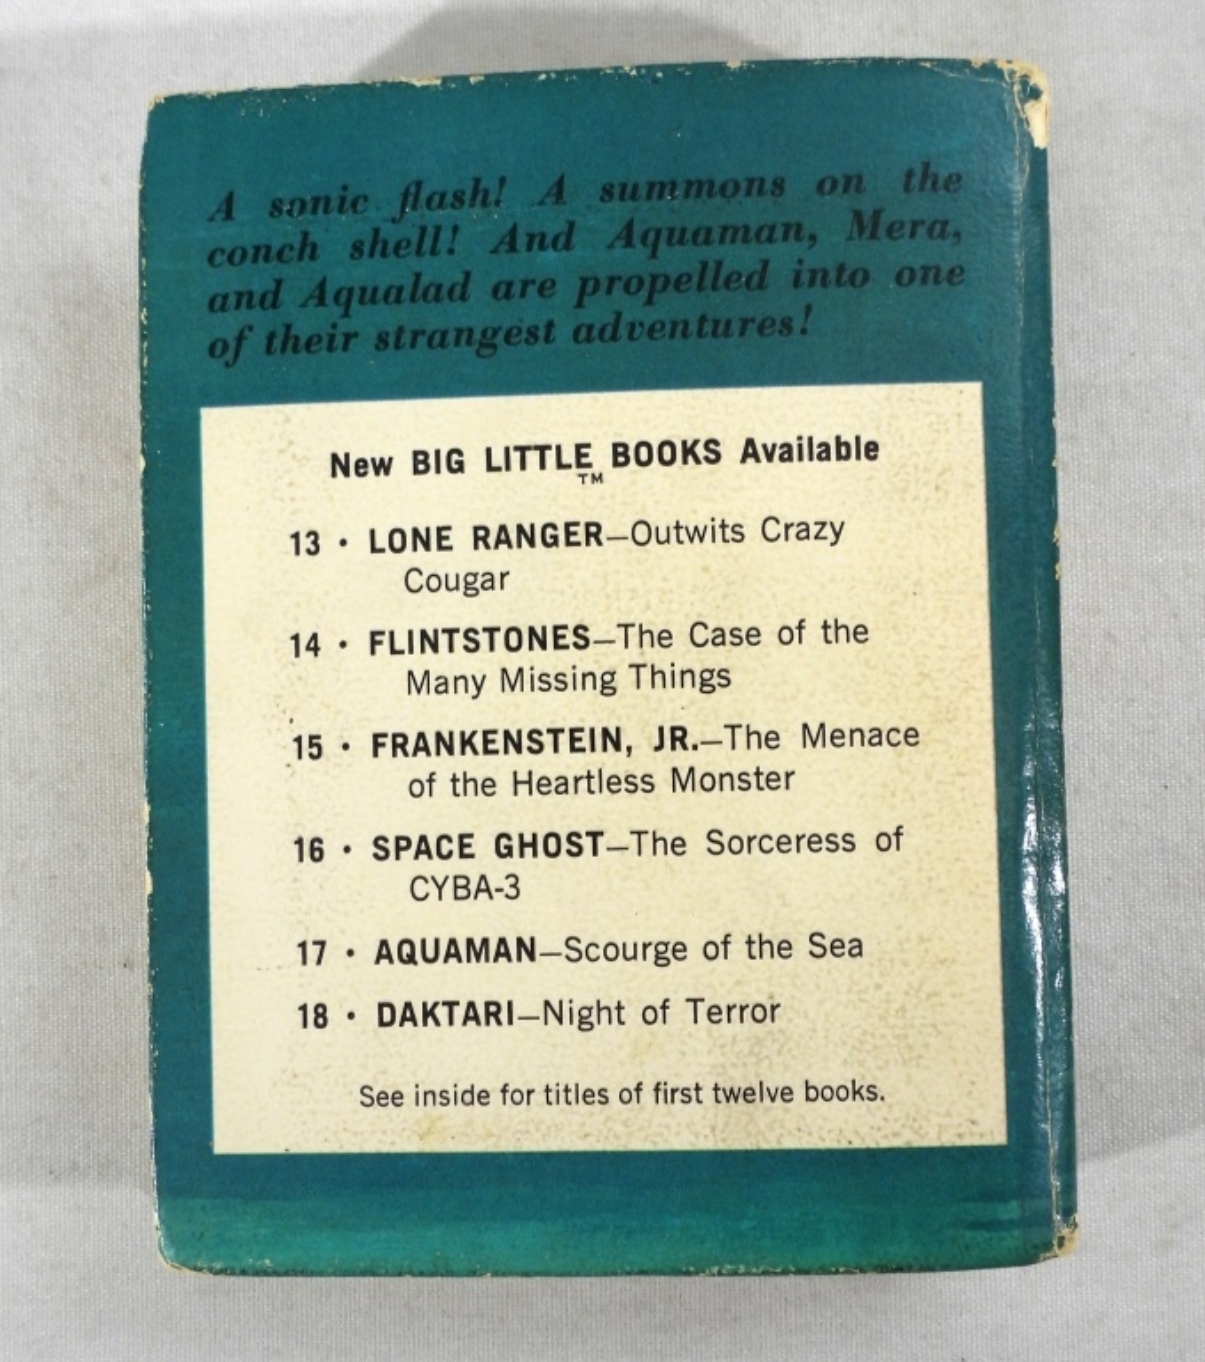 A sonic flash! A summons on the
conch shell! And Aquaman, Mera,
and Aqualad are propelled into one
of their strangest adventures!
New BIG LITTLE BOOKS Available
TM
13 • LONE RANGER—Outwits Crazy
Cougar
14 • FLINTSTONES—The Case of the
Many Missing Things
15 • FRANKENSTEIN, JR.—The Menace
of the Heartless Monster
16 • SPACE GHOST—The Sorceress of
CYBA-3
17 • AQUAMAN—Scourge of the Sea
18 • DAKTARI—Night of Terror
See inside for titles of first twelve books.